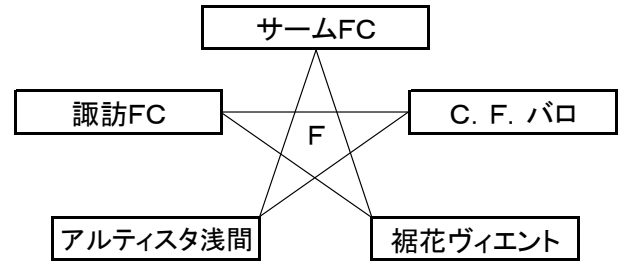 サームFC
諏訪FC
C. F. バロ
F
アルティスタ浅間
裾花ヴィエント